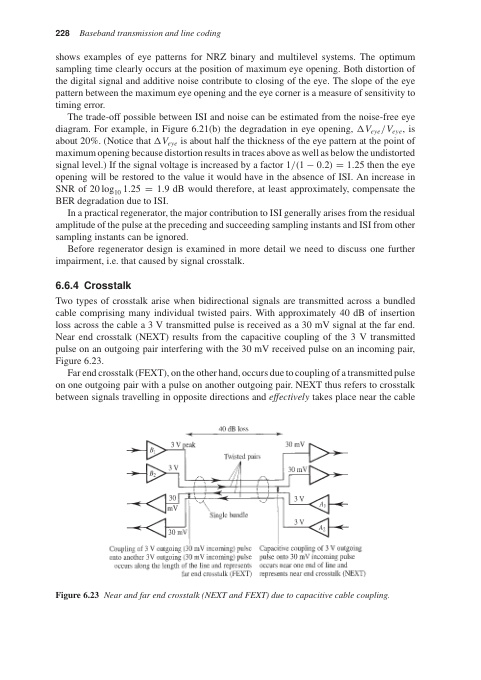 228 Baseband transmission and line coding
shows examples of eye patterns for NRZ binary and multilevel systems. The optimum
sampling time clearly occurs at the position of maximum eye opening. Both distortion of
the digital signal and additive noise contribute to closing of the eye. The slope of the eye
pattern between the maximum eye opening and the eye corner is a measure of sensitivity to
timing error.
The trade-off possible between ISI and noise can be estimated from the noise-free eye
diagram. For example, in Figure 6.21(b) the degradation in eye opening, ΔVeye/Veye, is
about 20%. (Notice that ΔVeye is about half the thickness of the eye pattern at the point of
maximum opening because distortion results in traces above as well as below the undistorted
signal level.) If the signal voltage is increased by a factor 1/(1 − 0.2) = 1.25 then the eye
opening will be restored to the value it would have in the absence of ISI. An increase in
SNR of 20 log10 1.25 = 1.9 dB would therefore, at least approximately, compensate the
BER degradation due to ISI.
In a practical regenerator, the major contribution to ISI generally arises from the residual
amplitude of the pulse at the preceding and succeeding sampling instants and ISI from other
sampling instants can be ignored.
Before regenerator design is examined in more detail we need to discuss one further
impairment, i.e. that caused by signal crosstalk.
6.6.4 Crosstalk
Two types of crosstalk arise when bidirectional signals are transmitted across a bundled
cable comprising many individual twisted pairs. With approximately 40 dB of insertion
loss across the cable a 3 V transmitted pulse is received as a 30 mV signal at the far end.
Near end crosstalk (NEXT) results from the capacitive coupling of the 3 V transmitted
pulse on an outgoing pair interfering with the 30 mV received pulse on an incoming pair,
Figure 6.23.
Far end crosstalk (FEXT), on the other hand, occurs due to coupling of a transmitted pulse
on one outgoing pair with a pulse on another outgoing pair. NEXT thus refers to crosstalk
between signals travelling in opposite directions and effectively takes place near the cable
40 dB loss
B1 3 V peak 30 mV
Twisted pairs
B2 3 V 30 mV
30 mV 3 V A1
Single bundle
30 mV 3 V A2
Coupling of 3 V outgoing (30 mV incoming) pulse
onto another 3V outgoing (30 mV incoming) pulse
occurs along the length of the line and represents
far end crosstalk (FEXT)
Capacitive coupling of 3 V outgoing
pulse onto 30 mV incoming pulse
occurs near one end of line and
represents near end crosstalk (NEXT)
Figure 6.23 Near and far end crosstalk (NEXT and FEXT) due to capacitive cable coupling.